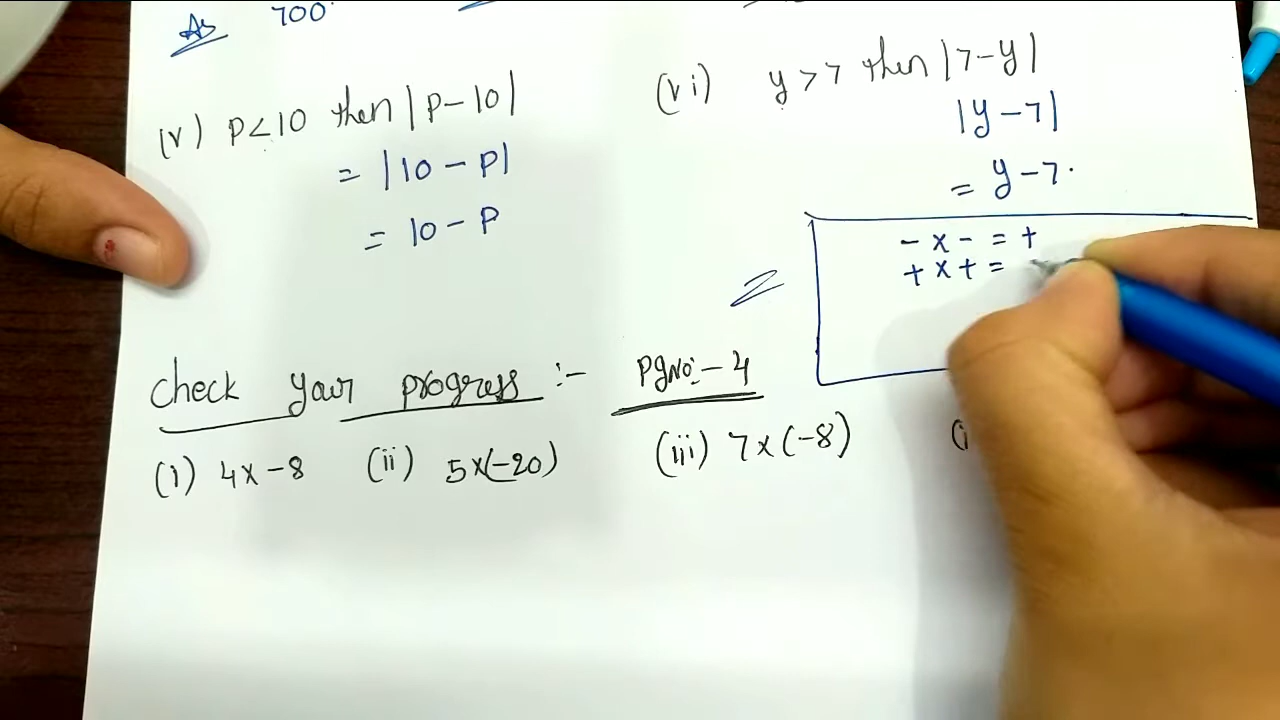 Ans 700
(v) P<10 then |P-10|
= |10-P|
= 10-P
(vi) y>7 then |7-y|
|y-7|
= y-7.
- x - = +
+ x + =
check your progress :- Pg No:- 4
(i) 4x-8 (ii) 5x(-20) (iii) 7x(-8) (i